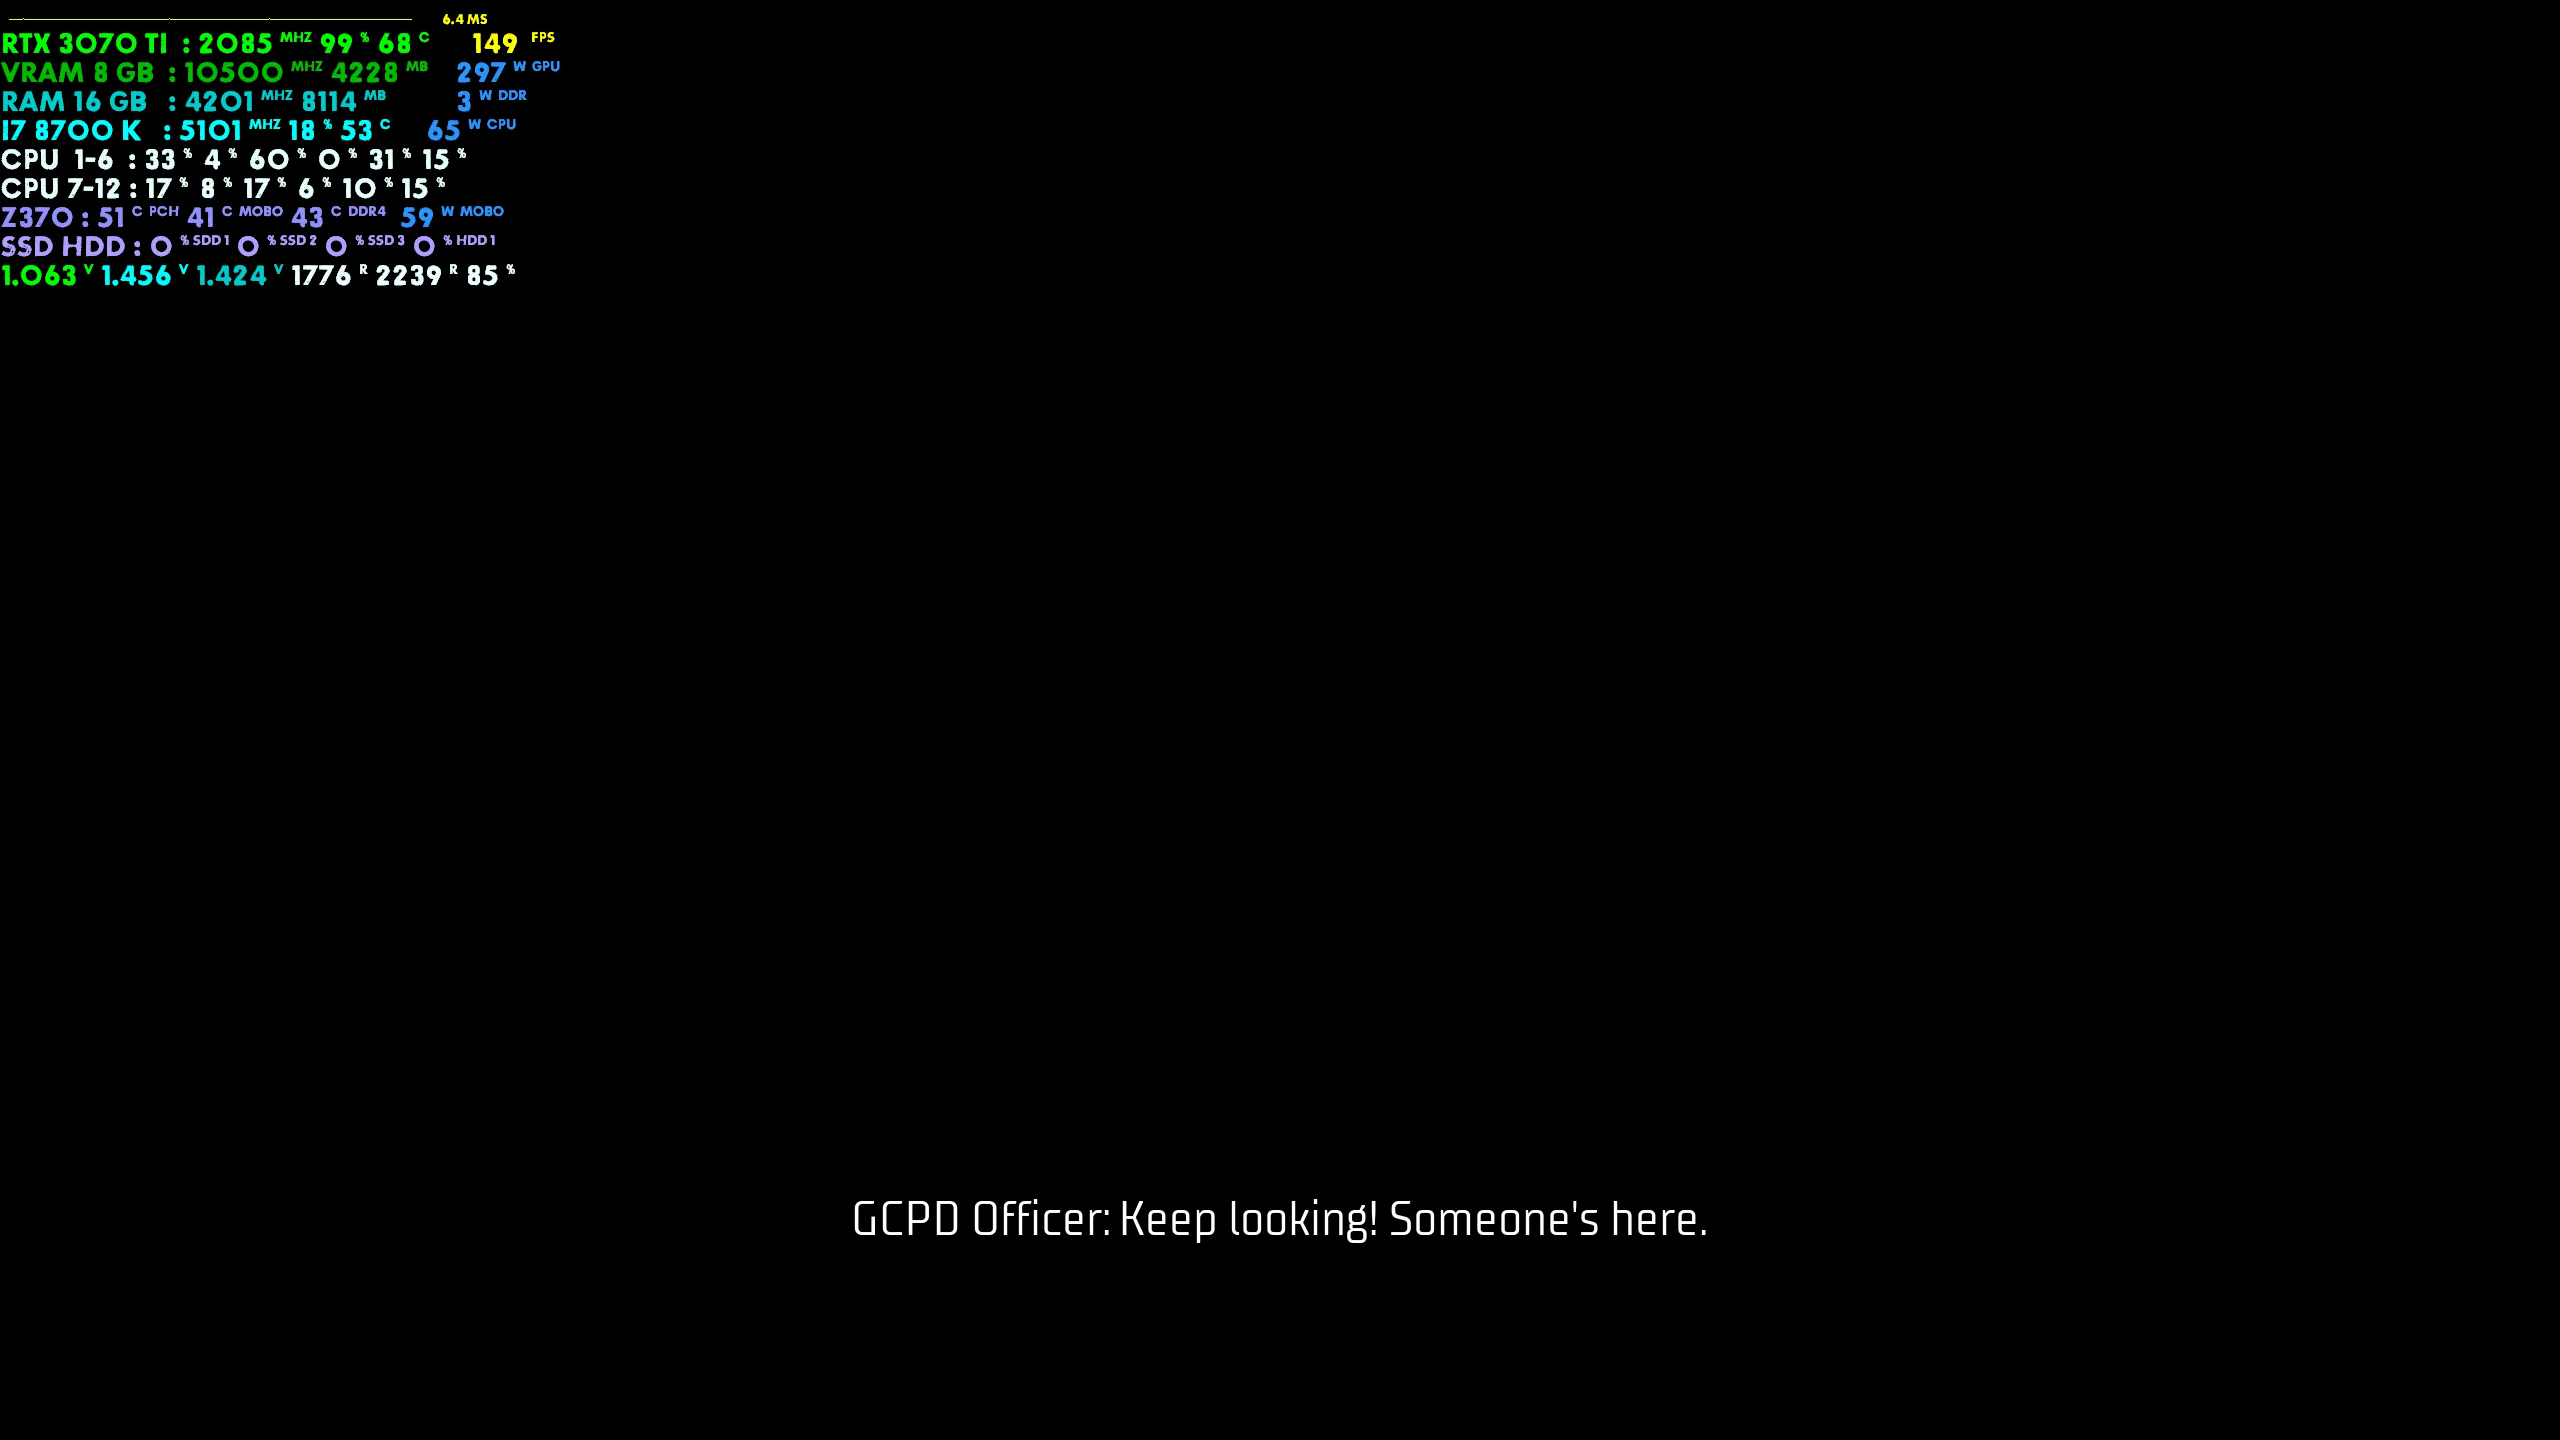 6.4 MS
RTX 3070 TI : 2085 MHZ 99 % 68 C 149 FPS
VRAM 8 GB : 10500 MHZ 4228 MB 297 W GPU
RAM 16 GB : 4201 MHZ 8114 MB 3 W DDR
I7 8700 K : 5101 MHZ 18 % 53 C 65 W CPU
CPU 1-6 : 33 % 4 % 60 % 0 % 31 % 15 %
CPU 7-12 : 17 % 8 % 17 % 6 % 10 % 15 %
Z370 : 51 C PCH 41 C MOBO 43 C DDR4 59 W MOBO
SSD HDD : 0 % SDD 1 0 % SSD 2 0 % SSD 3 0 % HDD 1
1.063 V 1.456 V 1.424 V 1776 R 2239 R 85 %
GCPD Officer: Keep looking! Someone's here.